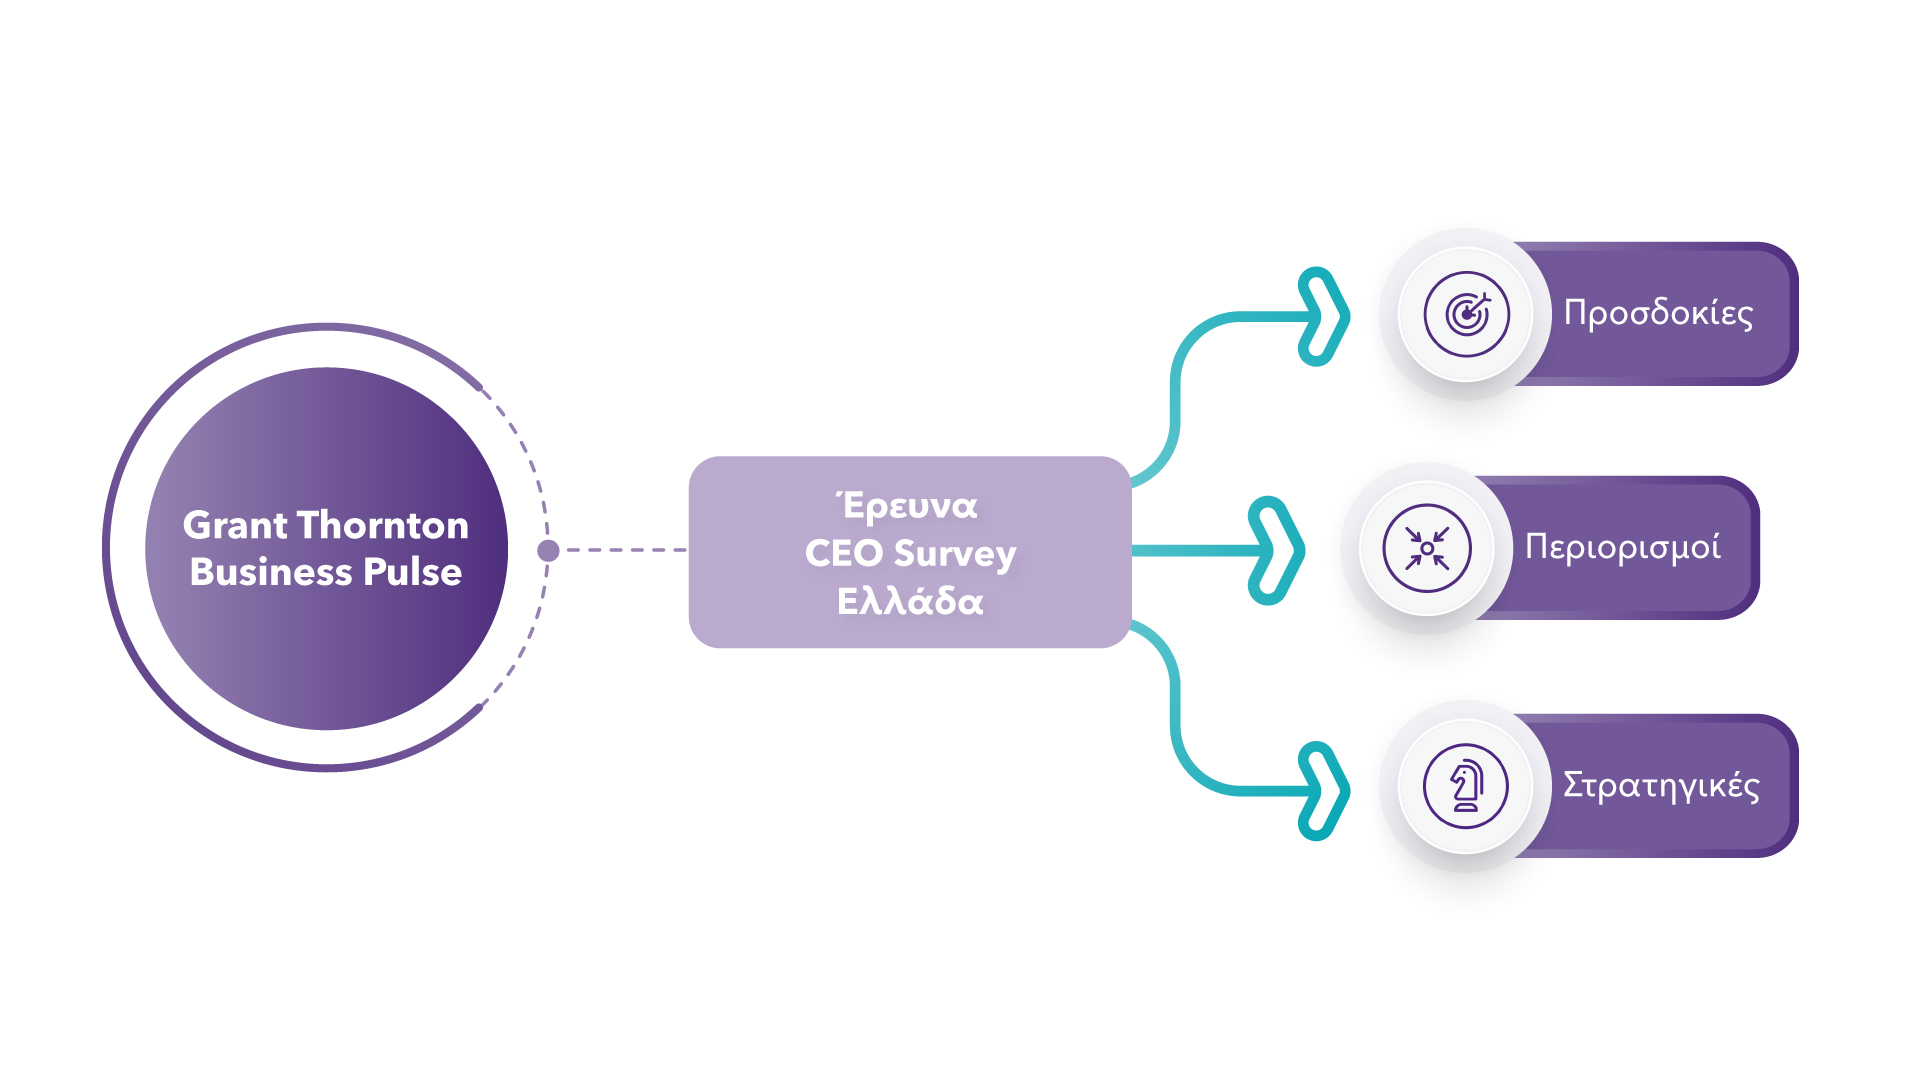 Grant Thornton
Business Pulse
Έρευνα
CEO Survey
Ελλάδα
Προσδοκίες
Περιορισμοί
Στρατηγικές